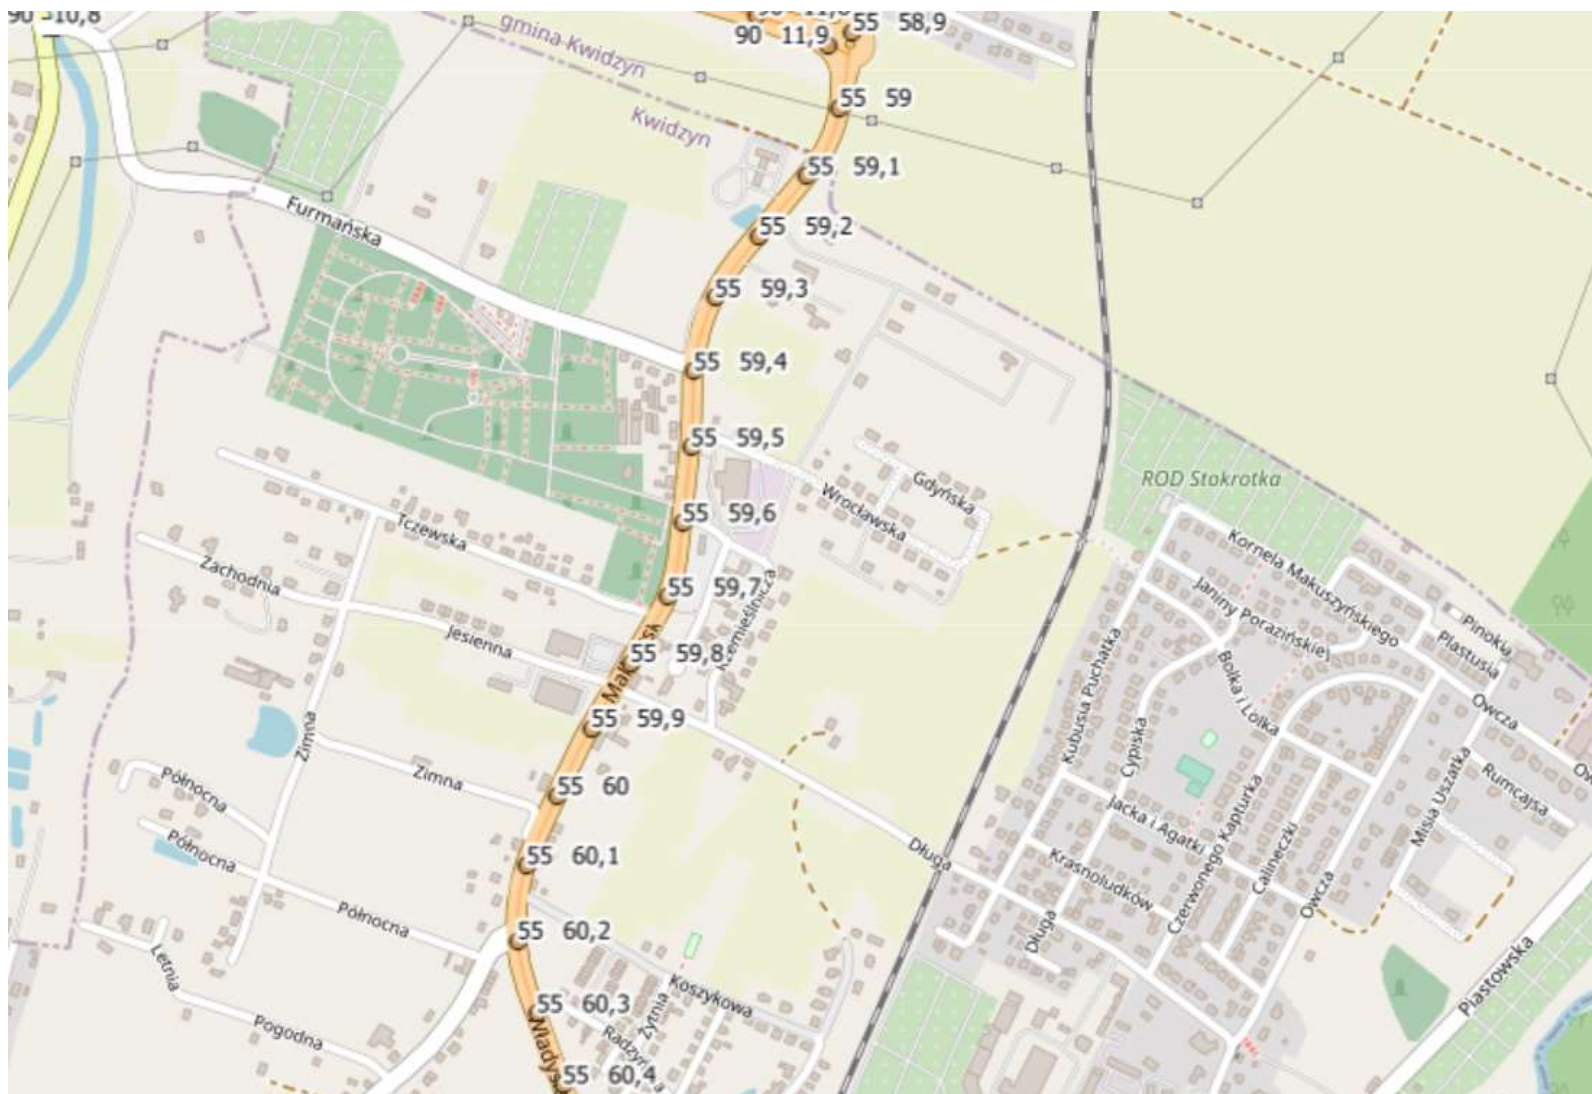 90 10,8
gmina Kwidzyn
55 58,9
90 11,9
55 59
Kwidzyn
55 59,1
Furmańska
55 59,2
55 59,3
55 59,4
55 59,5
Gdyńska
ROD Stokrotka
Wrocławska
55 59,6
Tczewska
Kornela Makuszyńskiego
Zachodnia
Janiny Porazińskiej
55 59,7
Rzemieślnicza
Pinokia
Plastusia
Jesienna
55 59,8
Kubusia Puchatka
Bolka i Lolka
Owcza
55 59,9
Zimna
Cypiska
Zimna
Północna
55 60
Rumcajsa
Misia Uszatka
Jacka i Agatki
Czerwonego Kapturka
Calineczki
Północna
55 60,1
Długa
Krasnoludków
Owcza
Północna
55 60,2
Długa
Letnia
Piastowska
Koszykowa
55 60,3
Żytnia
Pogodna
55 60,4